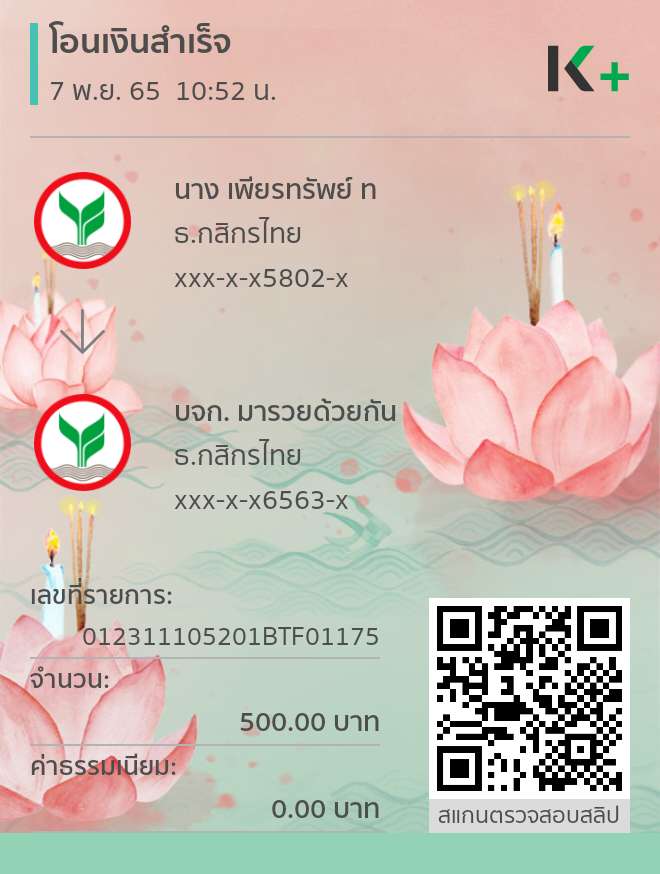 โอนเงินสำเร็จ
7 พ.ย. 65 10:52 น.
K+
นาง เพียรทรัพย์ ท
ธ.กสิกรไทย
xxx-x-x5802-x
บจก. มารวยด้วยกัน
ธ.กสิกรไทย
xxx-x-x6563-x
เลขที่รายการ:
012311105201BTF01175
จำนวน:
500.00 บาท
ค่าธรรมเนียม:
0.00 บาท
สแกนตรวจสอบสลิป